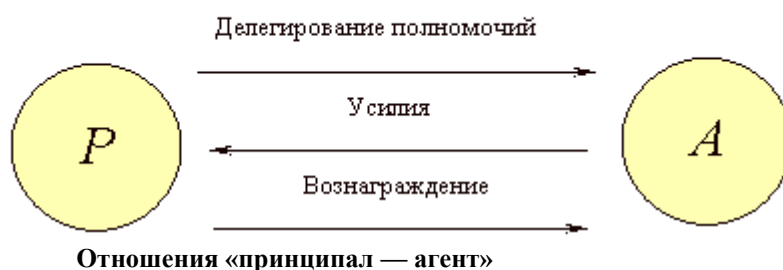 Делегирование полномочий
Усилия
P
A
Вознаграждение
Отношения «принципал — агент»